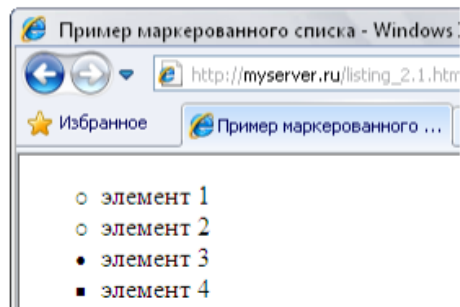 Пример маркерованного списка - Windows
http://myserver.ru/listing_2.1.htm
Избранное
Пример маркерованного ...
элемент 1
элемент 2
элемент 3
элемент 4